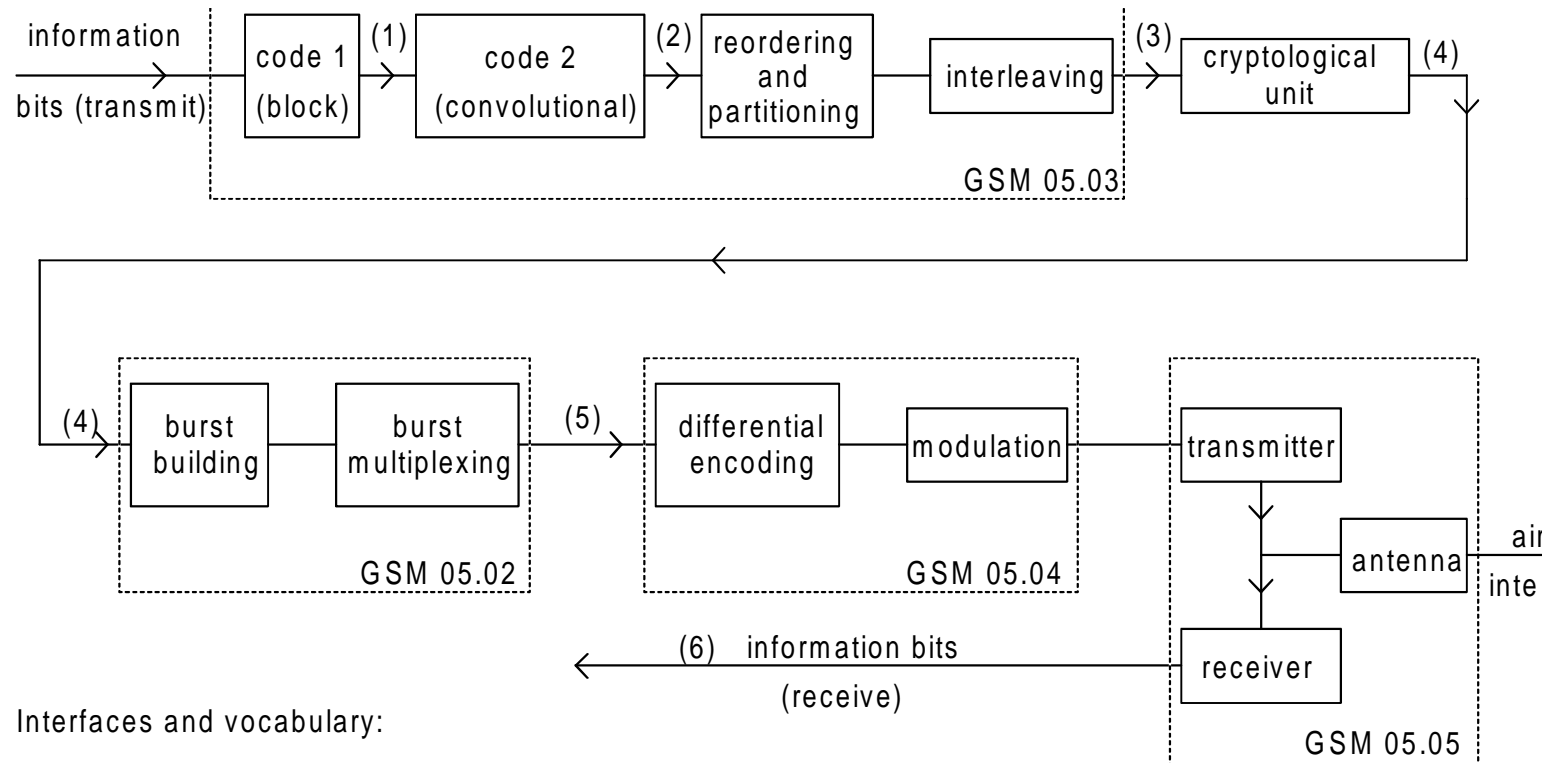 information
bits (transmit)
code 1
(block)
(1)
code 2
(convolutional)
(2)
reordering
and
partitioning
interleaving
(3)
cryptological
unit
(4)
GSM 05.03
(4)
burst
building
burst
multiplexing
(5)
differential
encoding
modulation
transmitter
GSM 05.02
GSM 05.04
antenna
air
inte
(6) information bits
(receive)
receiver
GSM 05.05
Interfaces and vocabulary: